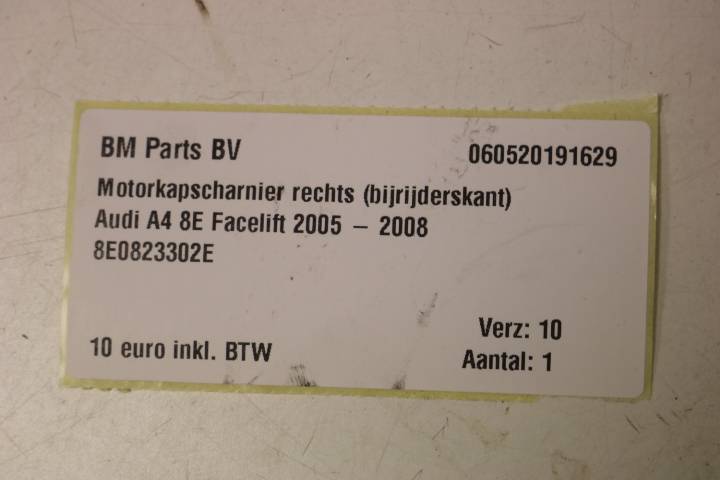 BM Parts BV 060520191629
Motorkapscharnier rechts (bijrijderskant)
Audi A4 8E Facelift 2005 – 2008
8E0823302E
Verz: 10
10 euro inkl. BTW Aantal: 1